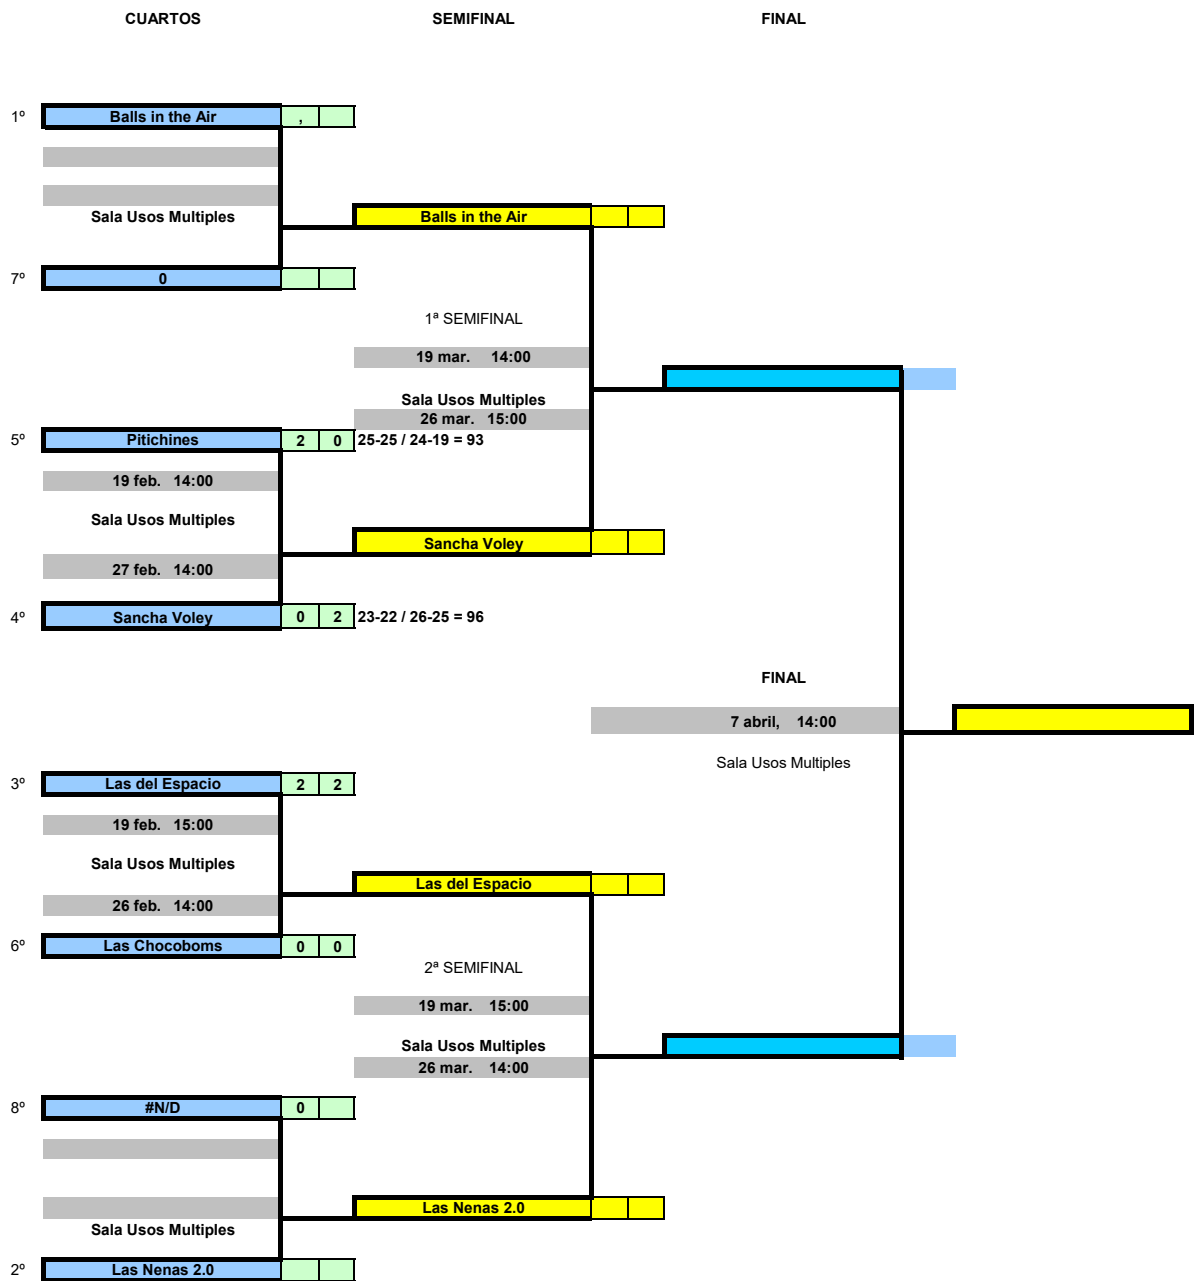 CUARTOS SEMIFINAL FINAL
1º Balls in the Air ,
Sala Usos Multiples Balls in the Air
7º 0
1ª SEMIFINAL
19 mar. 14:00
Sala Usos Multiples
26 mar. 15:00
5º Pitichines 2 0 25-25 / 24-19 = 93
19 feb. 14:00
Sala Usos Multiples
Sancha Voley
27 feb. 14:00
4º Sancha Voley 0 2 23-22 / 26-25 = 96
FINAL
7 abril, 14:00
Sala Usos Multiples
3º Las del Espacio 2 2
19 feb. 15:00
Sala Usos Multiples
Las del Espacio
26 feb. 14:00
6º Las Chocoboms 0 0
2ª SEMIFINAL
19 mar. 15:00
Sala Usos Multiples
26 mar. 14:00
8º #N/D 0
Las Nenas 2.0
Sala Usos Multiples
2º Las Nenas 2.0